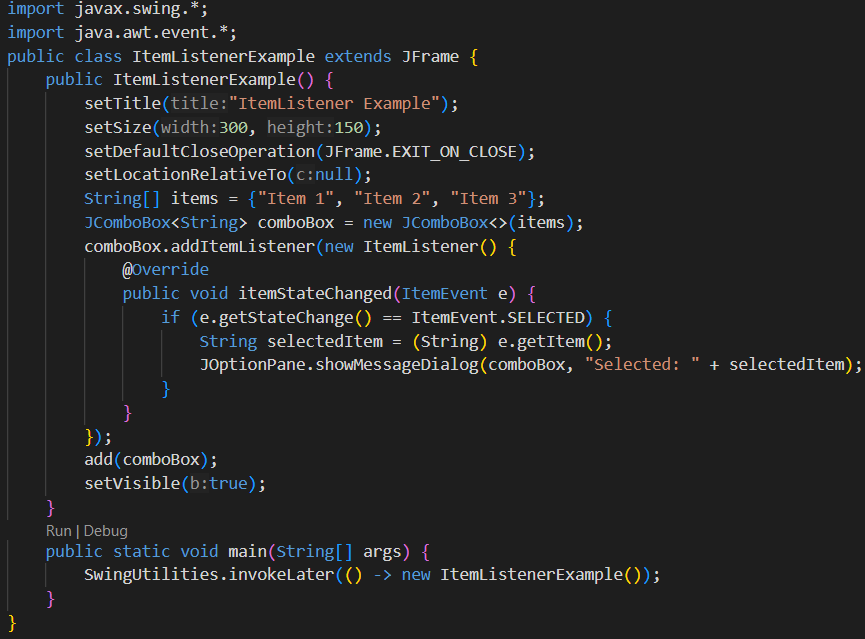 import javax.swing.*;
import java.awt.event.*;
public class ItemListenerExample extends JFrame {
    public ItemListenerExample() {
        setTitle(title:"ItemListener Example");
        setSize(width:300, height:150);
        setDefaultCloseOperation(JFrame.EXIT_ON_CLOSE);
        setLocationRelativeTo(c:null);
        String[] items = {"Item 1", "Item 2", "Item 3"};
        JComboBox<String> comboBox = new JComboBox<>(items);
        comboBox.addItemListener(new ItemListener() {
            @Override
            public void itemStateChanged(ItemEvent e) {
                if (e.getStateChange() == ItemEvent.SELECTED) {
                    String selectedItem = (String) e.getItem();
                    JOptionPane.showMessageDialog(comboBox, "Selected: " + selectedItem);
                }
            }
        });
        add(comboBox);
        setVisible(b:true);
    }
    Run | Debug
    public static void main(String[] args) {
        SwingUtilities.invokeLater(() -> new ItemListenerExample());
    }
}